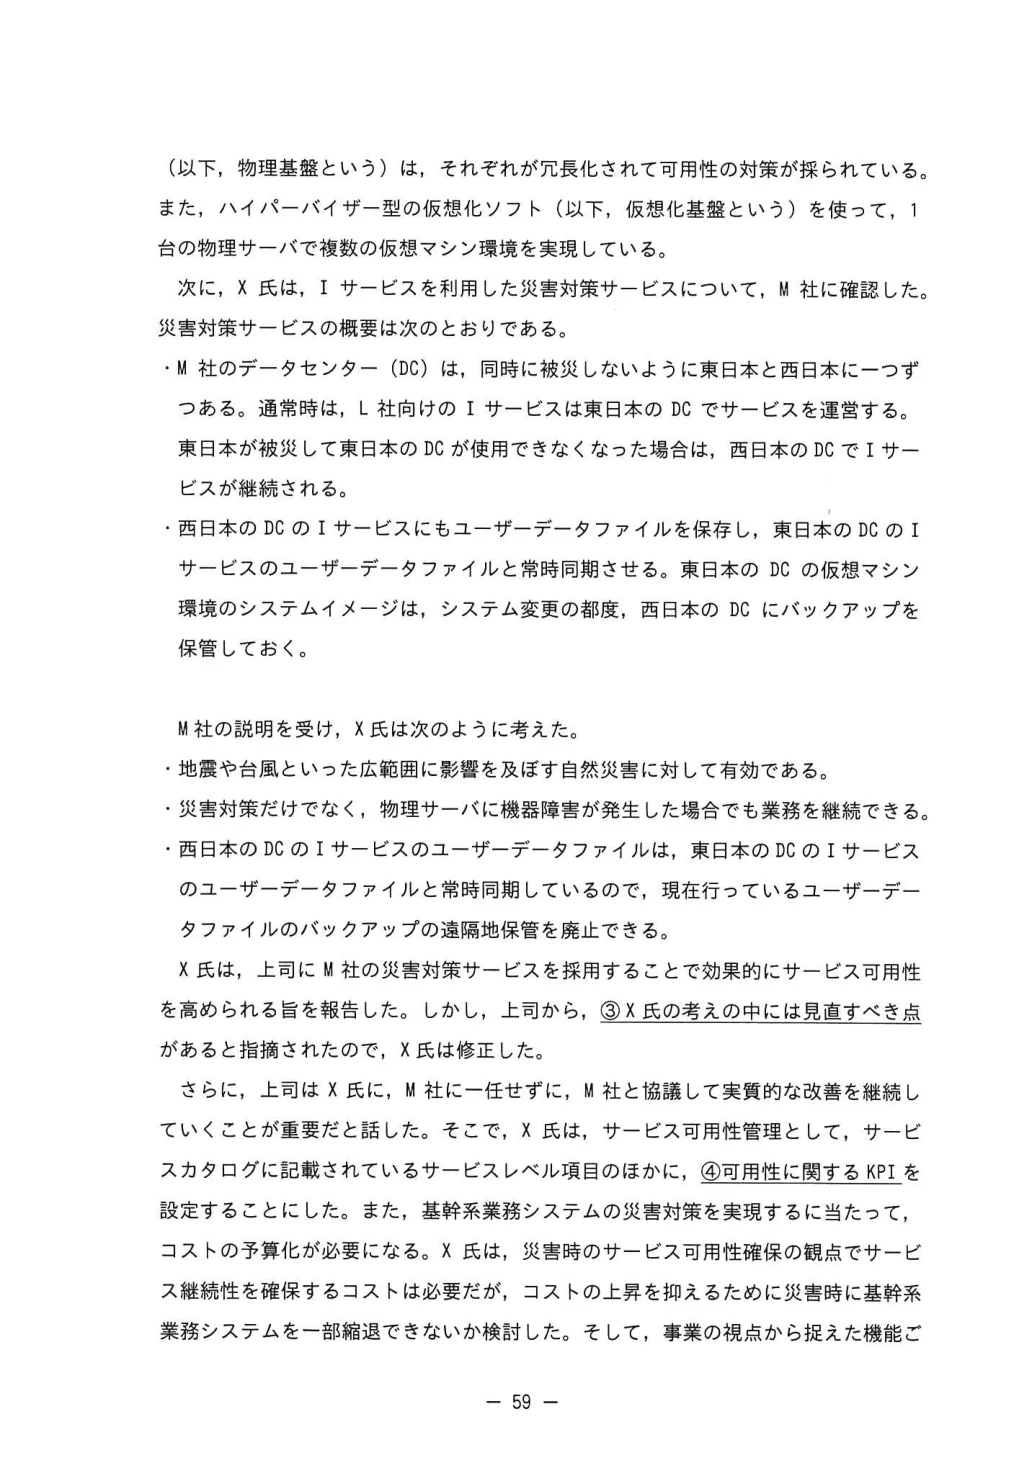 （以下，物理基盤という）は，それぞれが冗長化されて可用性の対策が採られている。
また，ハイパーバイザー型の仮想化ソフト（以下，仮想化基盤という）を使って，1
台の物理サーバで複数の仮想マシン環境を実現している。
次に，X 氏は，I サービスを利用した災害対策サービスについて，M 社に確認した。
災害対策サービスの概要は次のとおりである。
・M 社のデータセンター（DC）は，同時に被災しないように東日本と西日本に一つず
つある。通常時は，L 社向けの I サービスは東日本の DC でサービスを運営する。
東日本が被災して東日本の DC が使用できなくなった場合は，西日本の DC で I サー
ビスが継続される。
・西日本の DC の I サービスにもユーザーデータファイルを保存し，東日本の DC の I
サービスのユーザーデータファイルと常時同期させる。東日本の DC の仮想マシン
環境のシステムイメージは，システム変更の都度，西日本の DC にバックアップを
保管しておく。
M 社の説明を受け，X 氏は次のように考えた。
・地震や台風といった広範囲に影響を及ぼす自然災害に対して有効である。
・災害対策だけでなく，物理サーバに機器障害が発生した場合でも業務を継続できる。
・西日本の DC の I サービスのユーザーデータファイルは，東日本の DC の I サービス
のユーザーデータファイルと常時同期しているので，現在行っているユーザーデー
タファイルのバックアップの遠隔地保管を廃止できる。
X 氏は，上司に M 社の災害対策サービスを採用することで効果的にサービス可用性
を高められる旨を報告した。しかし，上司から，③X 氏の考えの中には見直すべき点
があると指摘されたので，X 氏は修正した。
さらに，上司は X 氏に，M 社に一任せずに，M 社と協議して実質的な改善を継続し
ていくことが重要だと話した。そこで，X 氏は，サービス可用性管理として，サービ
スカタログに記載されているサービスレベル項目のほかに，④可用性に関する KPI を
設定することにした。また，基幹系業務システムの災害対策を実現するに当たって，
コストの予算化が必要になる。X 氏は，災害時のサービス可用性確保の観点でサービ
ス継続性を確保するコストは必要だが，コストの上昇を抑えるために災害時に基幹系
業務システムを一部縮退できないか検討した。そして，事業の視点から捉えた機能ご
－ 59 －